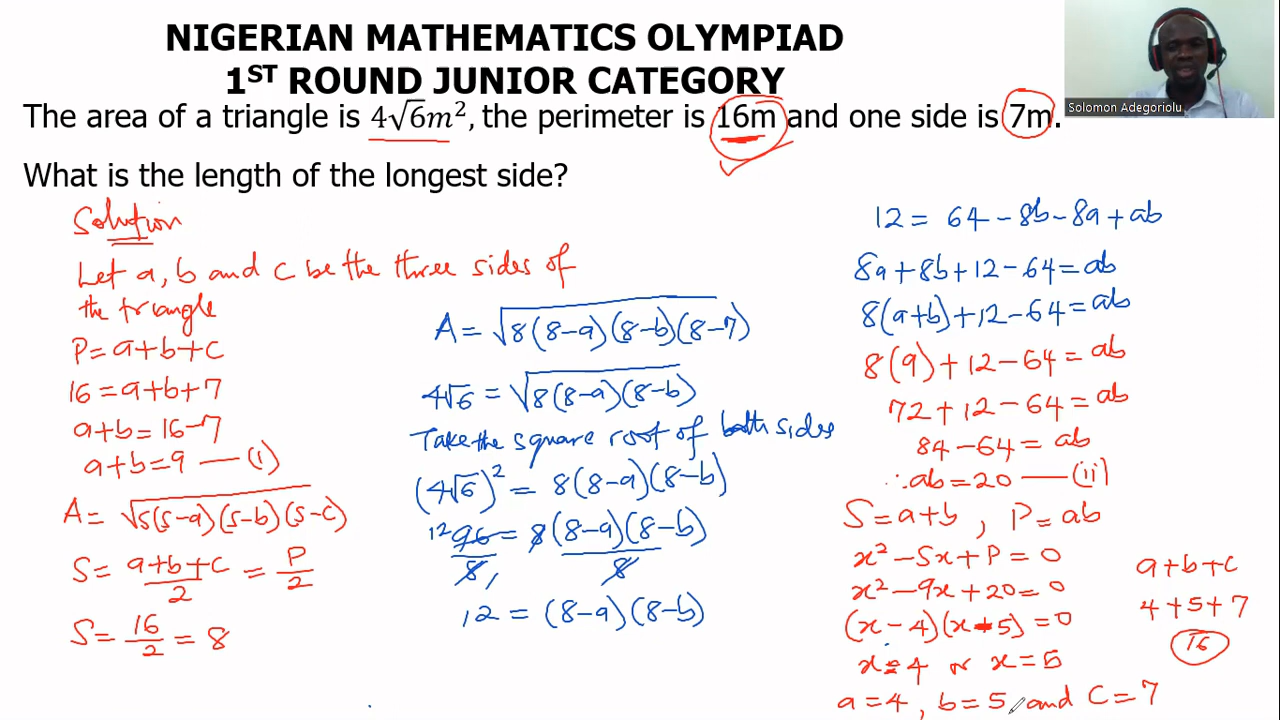 NIGERIAN MATHEMATICS OLYMPIAD
1ST ROUND JUNIOR CATEGORY
Solomon Adegoriolu
The area of a triangle is 4√6m², the perimeter is 16m and one side is 7m.
What is the length of the longest side?
Solution
Let a, b and c be the three sides of
the triangle
P = a+b+c
16 = a+b+7
a+b = 16-7
a+b = 9 — (i)
A = √s(s-a)(s-b)(s-c)
S = a+b+c/2 = P/2
S = 16/2 = 8
A = √8(8-a)(8-b)(8-7)
4√6 = √8(8-a)(8-b)
Take the square root of both sides
(4√6)² = 8(8-a)(8-b)
12 96/8 1 = 8(8-a)(8-b)/8
12 = (8-a)(8-b)
12 = 64 - 8b - 8a + ab
8a + 8b + 12 - 64 = ab
8(a+b) + 12 - 64 = ab
8(9) + 12 - 64 = ab
72 + 12 - 64 = ab
84 - 64 = ab
∴ ab = 20 — (ii)
S = a+b , P = ab
x² - Sx + P = 0
x² - 9x + 20 = 0
(x - 4)(x - 5) = 0
x = 4 or x = 5
a = 4 , b = 5 and C = 7
a+b+c
4+5+7
16